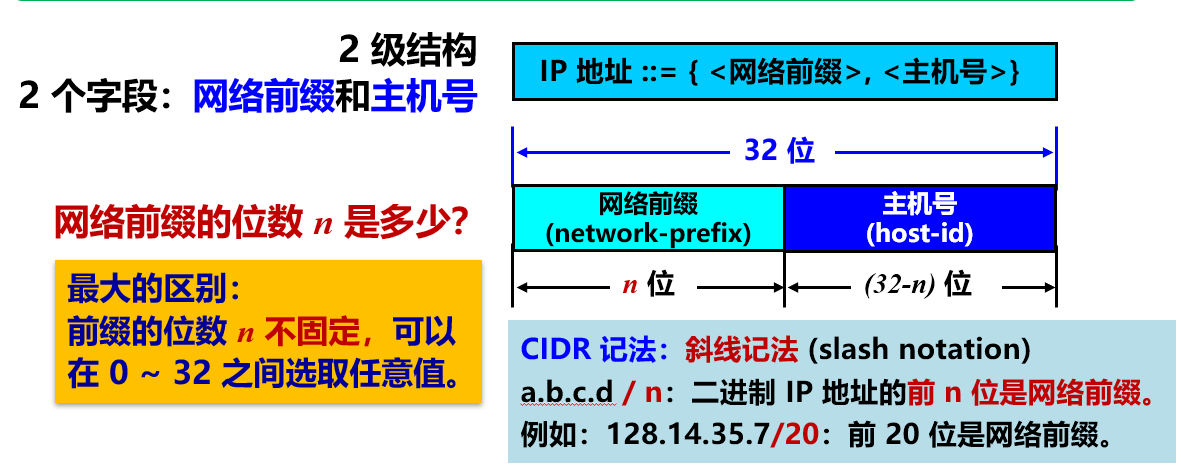 2 级结构
2 个字段：网络前缀和主机号
IP 地址 ::= { <网络前缀>, <主机号>}
32 位
网络前缀
(network-prefix)
主机号
(host-id)
n 位
(32-n) 位
网络前缀的位数 n 是多少？
最大的区别：
前缀的位数 n 不固定，可以
在 0 ~ 32 之间选取任意值。
CIDR 记法：斜线记法 (slash notation)
a.b.c.d / n：二进制 IP 地址的前 n 位是网络前缀。
例如：128.14.35.7/20：前 20 位是网络前缀。